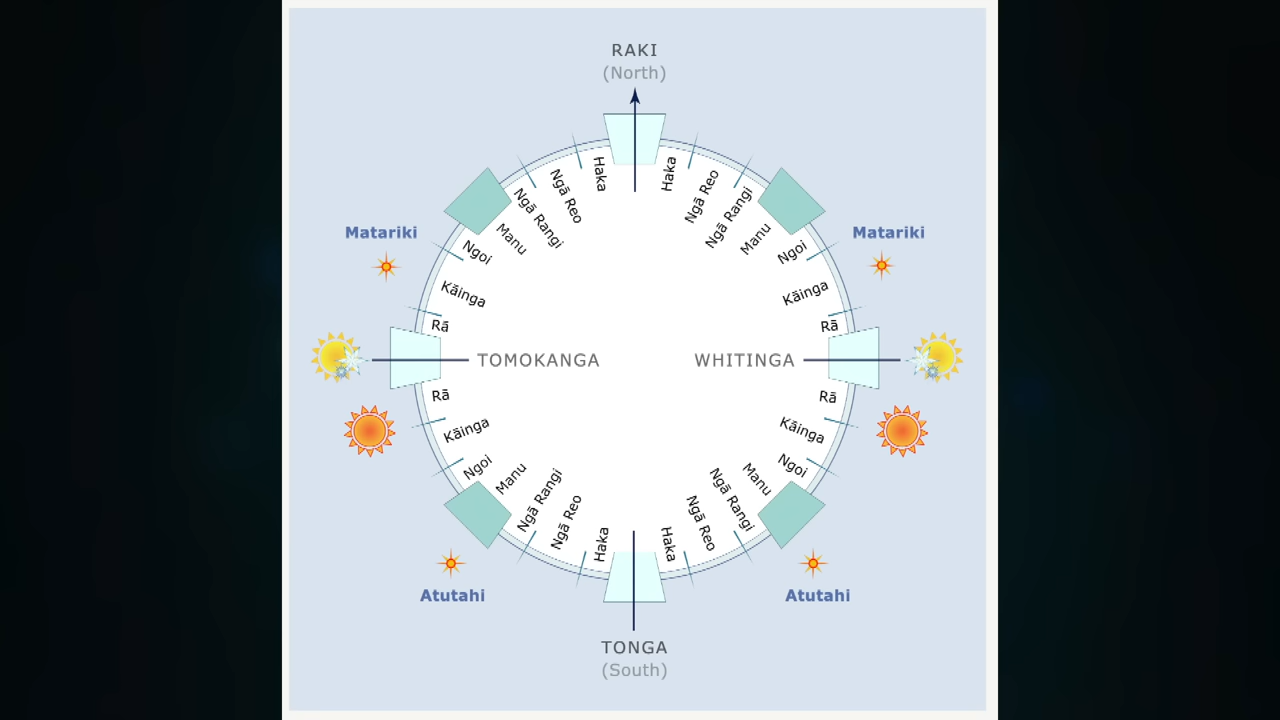 RAKI
(North)
Haka
Haka
Ngā Reo
Ngā Reo
Ngā Rangi
Ngā Rangi
Manu
Manu
Matariki
Matariki
Ngoi
Ngoi
Kāinga
Kāinga
Rā
Rā
TOMOKANGA
WHITINGA
Rā
Rā
Kāinga
Kāinga
Ngoi
Ngoi
Manu
Manu
Ngā Rangi
Ngā Rangi
Ngā Reo
Ngā Reo
Haka
Haka
Atutahi
Atutahi
TONGA
(South)